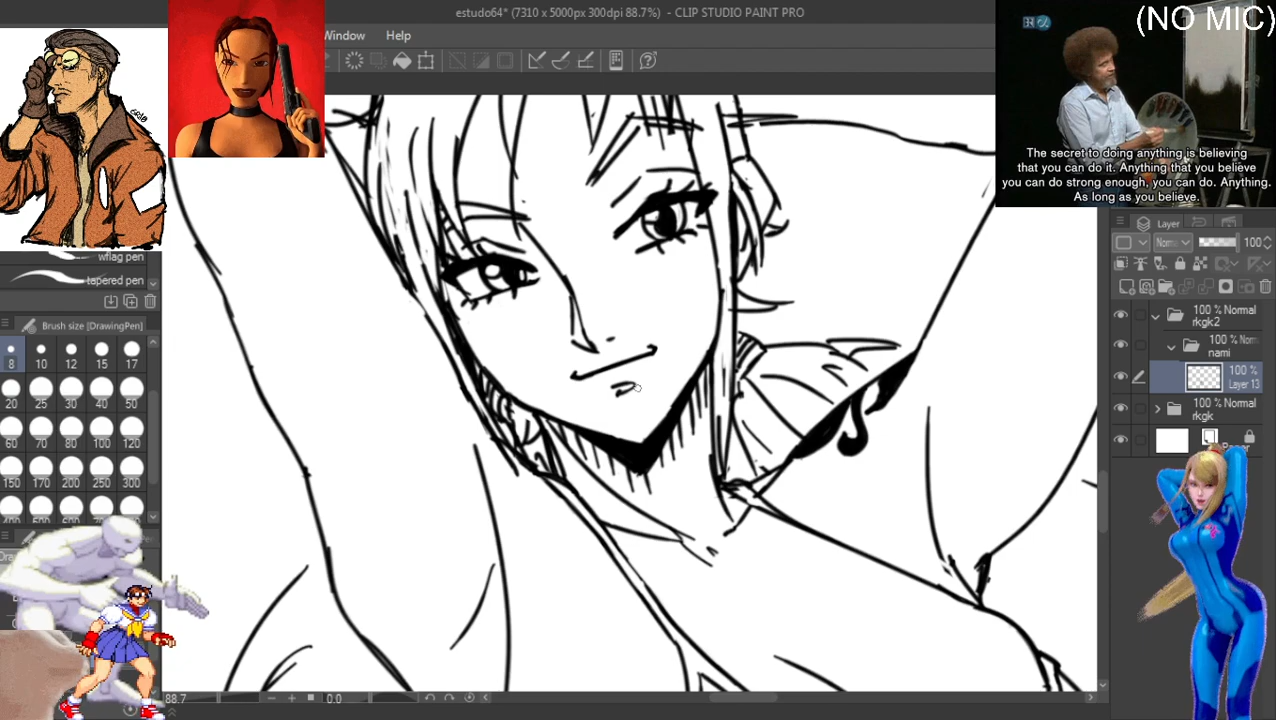 estudo64* (7310 x 5000px 300dpi 88.7%) - CLIP STUDIO PAINT PRO
(NO MIC)
Window Help
The secret to doing anything is believing
that you can do it. Anything that you believe
you can do strong enough, you can do. Anything.
As long as you believe.
wflag pen
tapered pen
Brush size [DrawingPen]
8 10 12 15 17
20 25 30 40 50
60 70 80 100 120
150 170 200 250 300
Layer
100
100 % Normal
rkgk2
nami
100 %
Layer 13
100 % Normal
rkgk
88.7
0.0